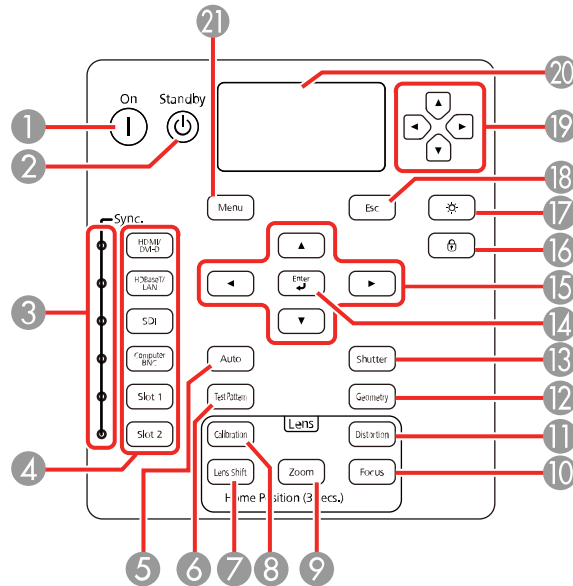 21
20
On
Standby
1
19
2
18
Menu
Esc
17
Sync.
HDMI/
DVI-D
16
HDBaseT/
LAN
Enter
15
3
SDI
14
Computer
BNC
Auto
Shutter
13
Slot 1
Test Pattern
Geometry
12
Slot 2
Lens
Calibration
Distortion
11
4
Lens Shift
Zoom
Focus
10
Home Position (3 secs.)
5
6
7
8
9